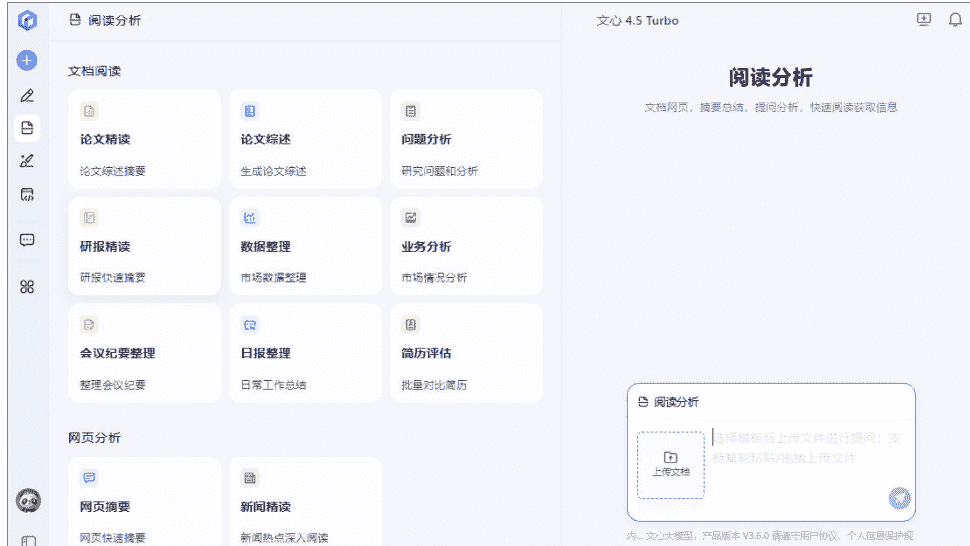 阅读分析
文心 4.5 Turbo
文档阅读
论文精读
论文综述摘要
论文综述
生成论文综述
问题分析
研究问题和分析
研报精读
研报快速摘要
数据整理
市场数据整理
业务分析
市场情况分析
会议纪要整理
整理会议纪要
日报整理
日常工作总结
简历评估
批量对比简历
网页分析
网页摘要
网页快速摘要
新闻精读
新闻热点深入阅读
阅读分析
文档网页，摘要总结，提问分析，快速阅读获取信息
阅读分析
上传文档
选择模板后上传文件进行提问；支
持复制粘贴/拖拽上传文件
内... 文心大模型，产品版本 V3.6.0 请遵守用户协议、个人信息保护规